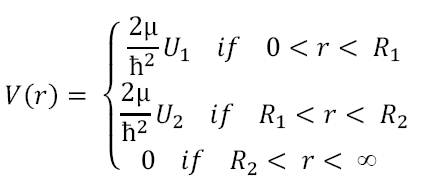 V(r) = { 2μ/ħ² U₁ if 0 < r < R₁
2μ/ħ² U₂ if R₁ < r < R₂
0 if R₂ < r < ∞